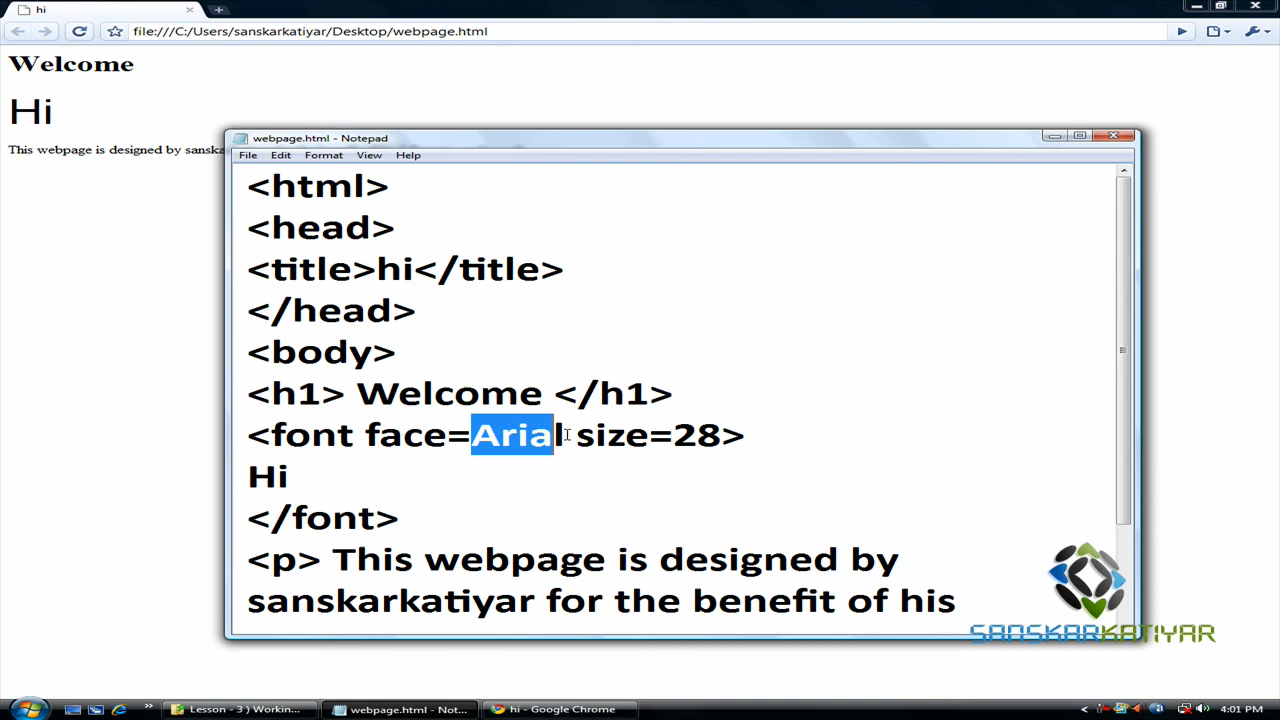 hi
file:///C:/Users/sanskarkatiyar/Desktop/webpage.html
Welcome
Hi
This webpage is designed by sanska
webpage.html - Notepad
File Edit Format View Help
<html>
<head>
<title>hi</title>
</head>
<body>
<h1> Welcome </h1>
<font face=Arial size=28>
Hi
</font>
<p> This webpage is designed by
sanskarkatiyar for the benefit of his
SANSKARKATIYAR
Lesson - 3 ) Workin...
webpage.html - Not...
hi - Google Chrome
4:01 PM